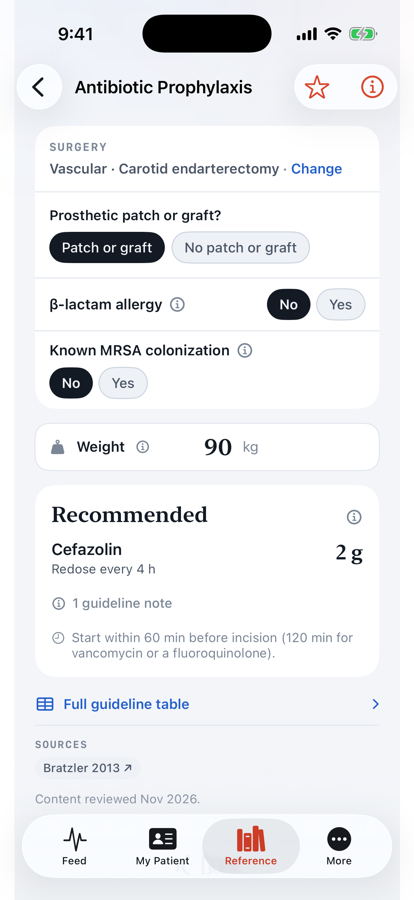 9:41
Antibiotic Prophylaxis
SURGERY
Vascular · Carotid endarterectomy · Change
Prosthetic patch or graft?
Patch or graft
No patch or graft
β-lactam allergy
No
Yes
Known MRSA colonization
No
Yes
Weight
90 kg
Recommended
Cefazolin
2 g
Redose every 4 h
1 guideline note
Start within 60 min before incision (120 min for
vancomycin or a fluoroquinolone).
Full guideline table
SOURCES
Bratzler 2013 ↗
Content reviewed Nov 2026.
Feed
My Patient
Reference
More